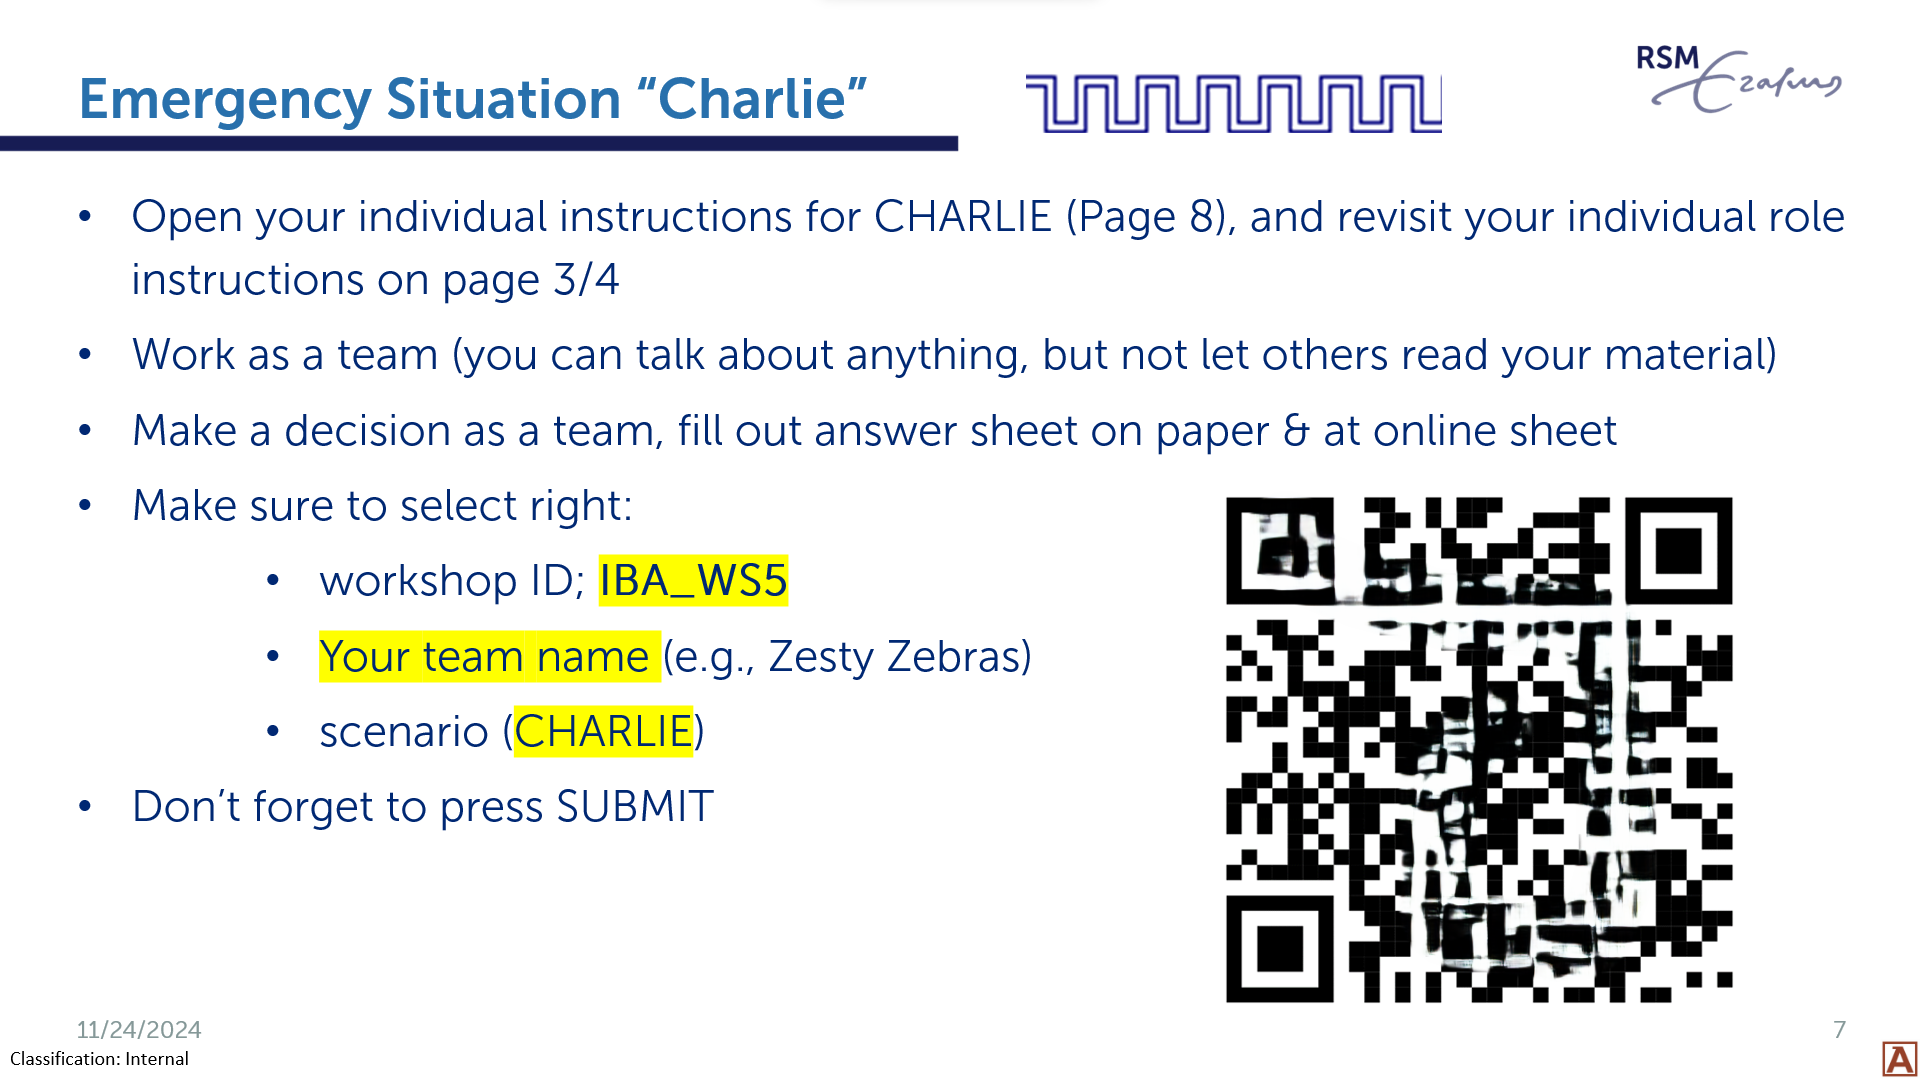 Emergency Situation “Charlie”
RSM
Erasmus
• Open your individual instructions for CHARLIE (Page 8), and revisit your individual role
instructions on page 3/4
• Work as a team (you can talk about anything, but not let others read your material)
• Make a decision as a team, fill out answer sheet on paper & at online sheet
• Make sure to select right:
• workshop ID; IBA_WS5
• Your team name (e.g., Zesty Zebras)
• scenario (CHARLIE)
• Don’t forget to press SUBMIT
11/24/2024
7
Classification: Internal
A